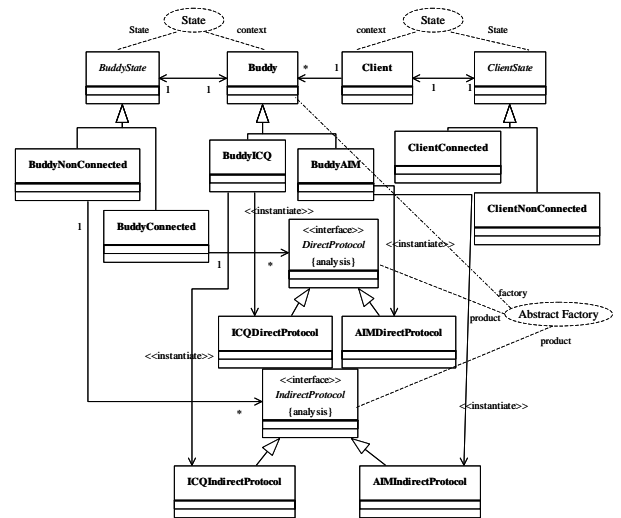 State
State
State
context
context
State
BuddyState
Buddy
Client
ClientState
1
1
*
1
1
1
BuddyNonConnected
BuddyICQ
BuddyAIM
ClientConnected
ClientNonConnected
BuddyConnected
1
<<instantiate>>
<<interface>>
DirectProtocol
{analysis}
<<instantiate>>
1
*
factory
Abstract Factory
product
product
ICQDirectProtocol
AIMDirectProtocol
<<instantiate>>
<<interface>>
IndirectProtocol
{analysis}
*
<<instantiate>>
ICQIndirectProtocol
AIMIndirectProtocol